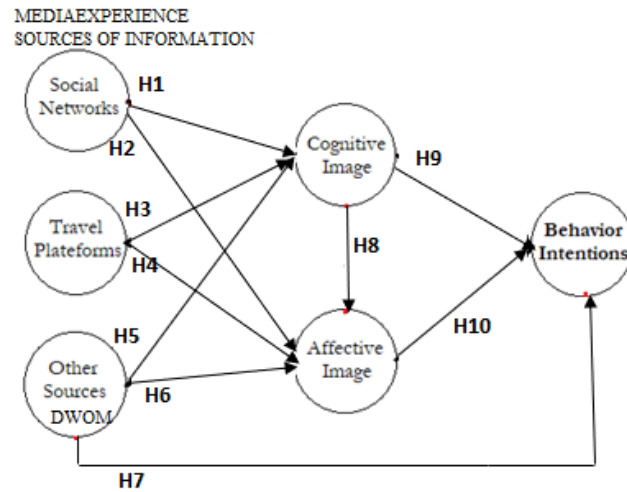 MEDIAEXPERIENCE
SOURCES OF INFORMATION
Social
Networks
H1
H2
Cognitive
Image
H9
Travel
Plateforms
H3
H4
H8
Behavior
Intentions
H5
H10
Other
Sources
DWOM
H6
Affective
Image
H7